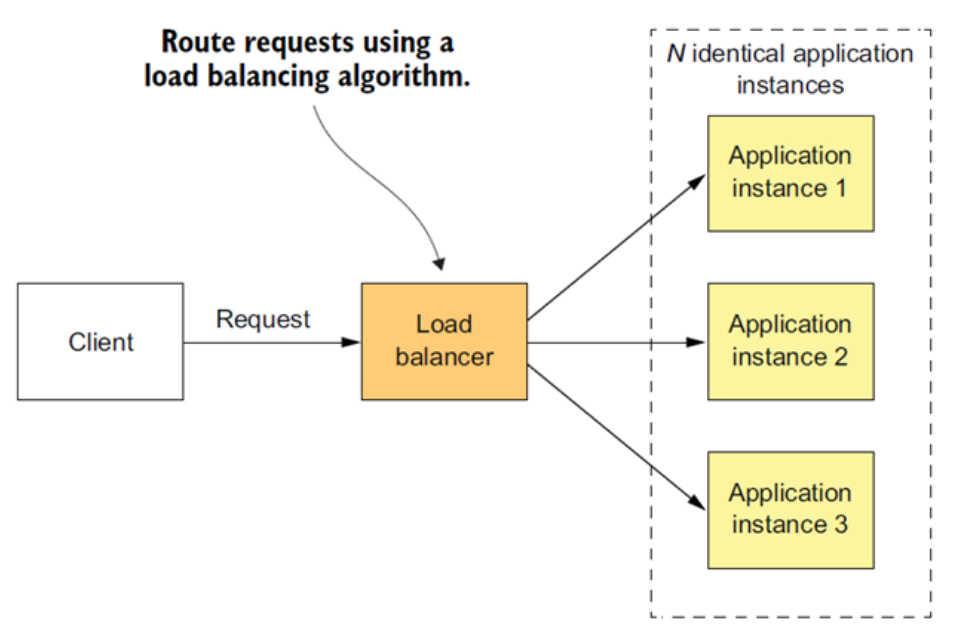 Route requests using a
load balancing algorithm.
N identical application
instances
Application
instance 1
Client
Request
Load
balancer
Application
instance 2
Application
instance 3